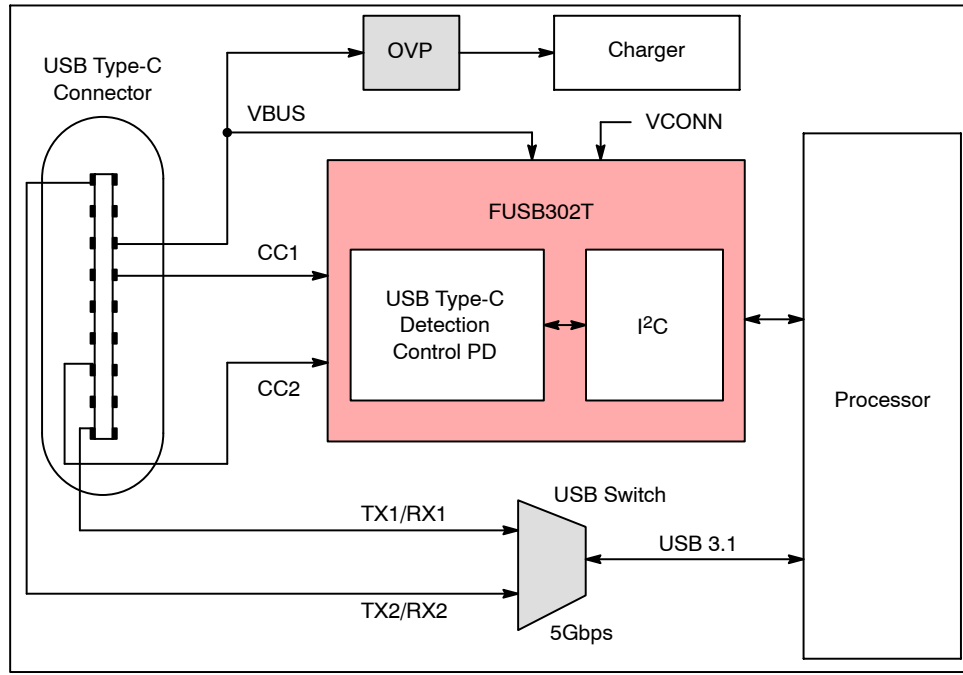 OVP
Charger
USB Type-C
Connector
VBUS
VCONN
FUSB302T
CC1
USB Type-C
Detection
Control PD
I²C
CC2
Processor
USB Switch
TX1/RX1
USB 3.1
TX2/RX2
5Gbps